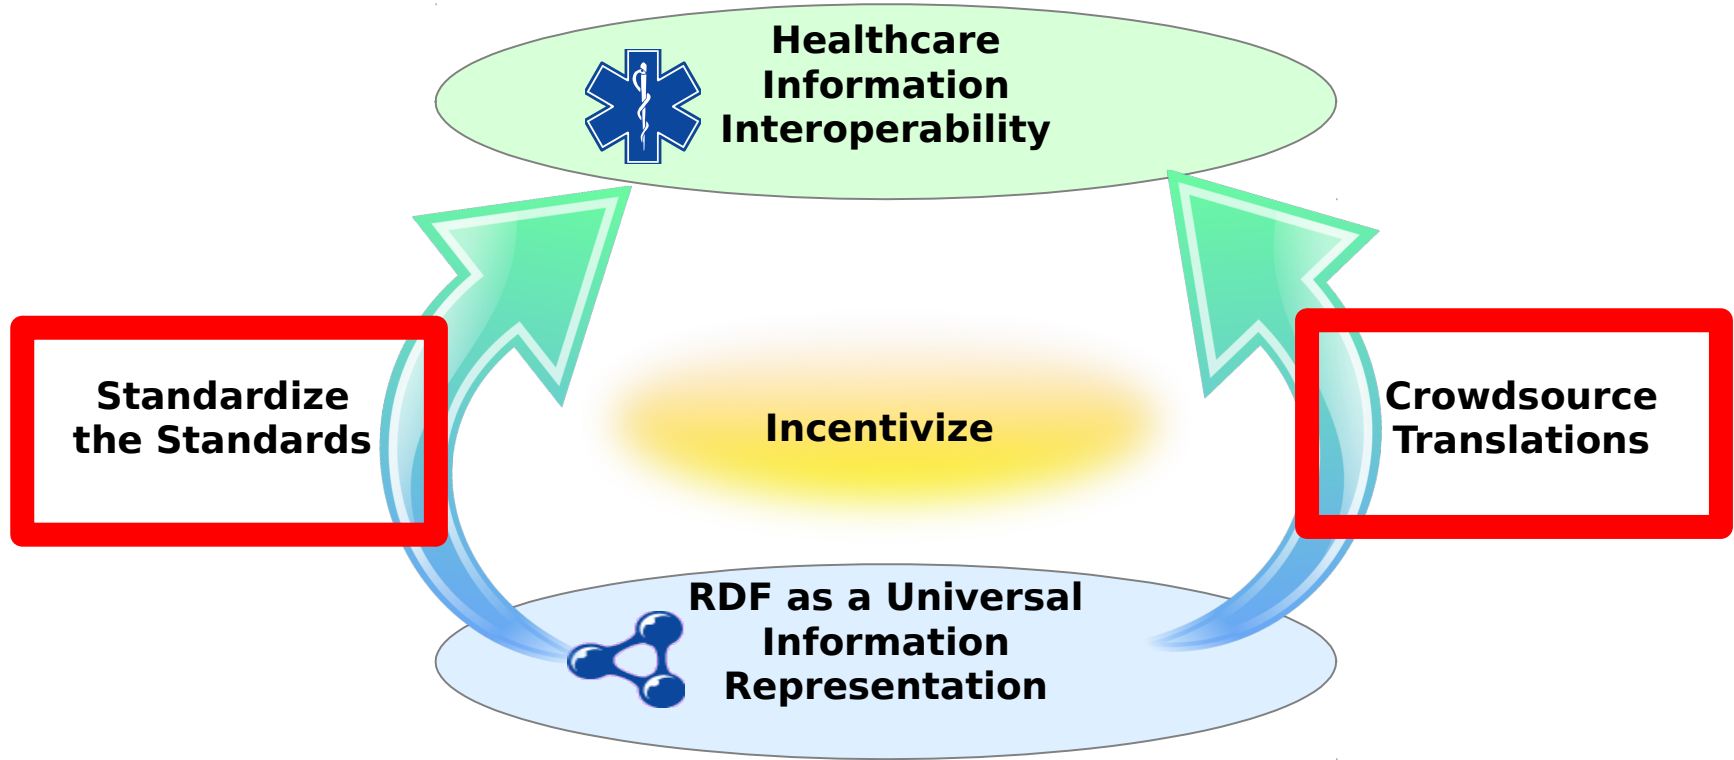 Healthcare
Information
Interoperability
Standardize
the Standards
Incentivize
Crowdsource
Translations
RDF as a Universal
Information
Representation